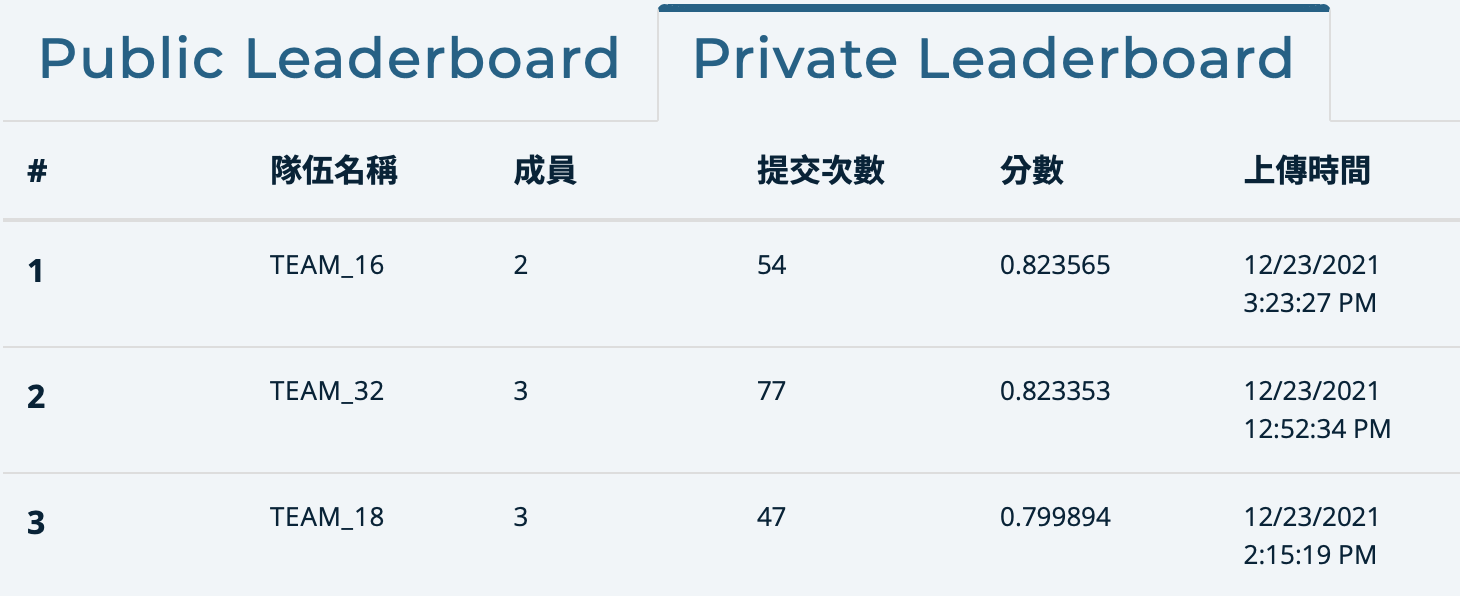 Public Leaderboard Private Leaderboard
# 隊伍名稱 成員 提交次數 分數 上傳時間
1 TEAM_16 2 54 0.823565 12/23/2021
3:23:27 PM
2 TEAM_32 3 77 0.823353 12/23/2021
12:52:34 PM
3 TEAM_18 3 47 0.799894 12/23/2021
2:15:19 PM